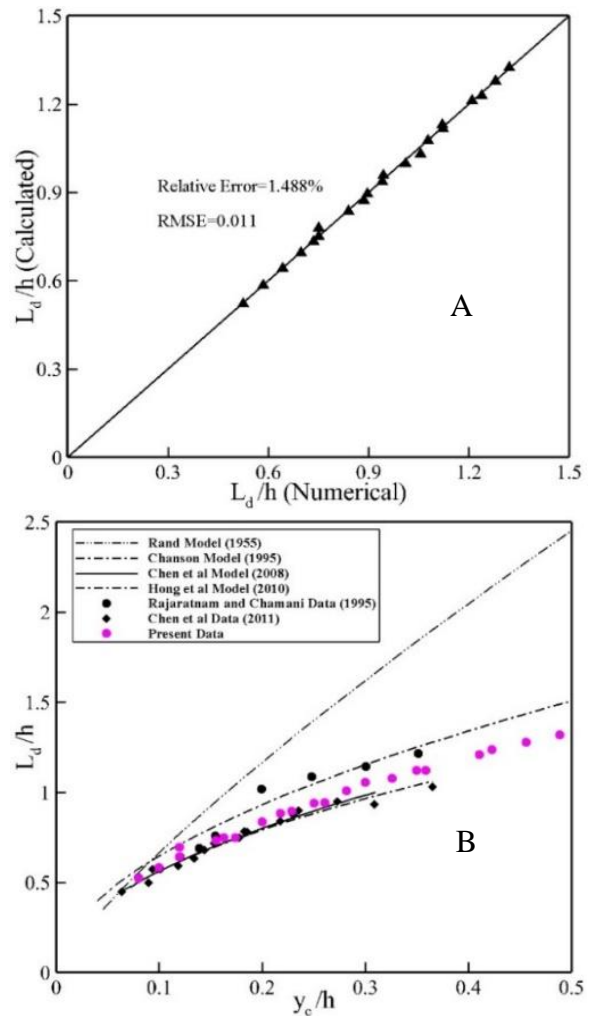 1.5
1.2
0.9
0.6
0.3
0
L_d/h (Calculated)
Relative Error=1.488%
RMSE=0.011
A
0 0.3 0.6 0.9 1.2 1.5
L_d/h (Numerical)
2.5
2
1.5
1
0.5
0
L_d/h
Rand Model (1955)
Chanson Model (1995)
Chen et al Model (2008)
Hong et al Model (2010)
Rajaratnam and Chamani Data (1995)
Chen et al Data (2011)
Present Data
B
0 0.1 0.2 0.3 0.4 0.5
y_c/h